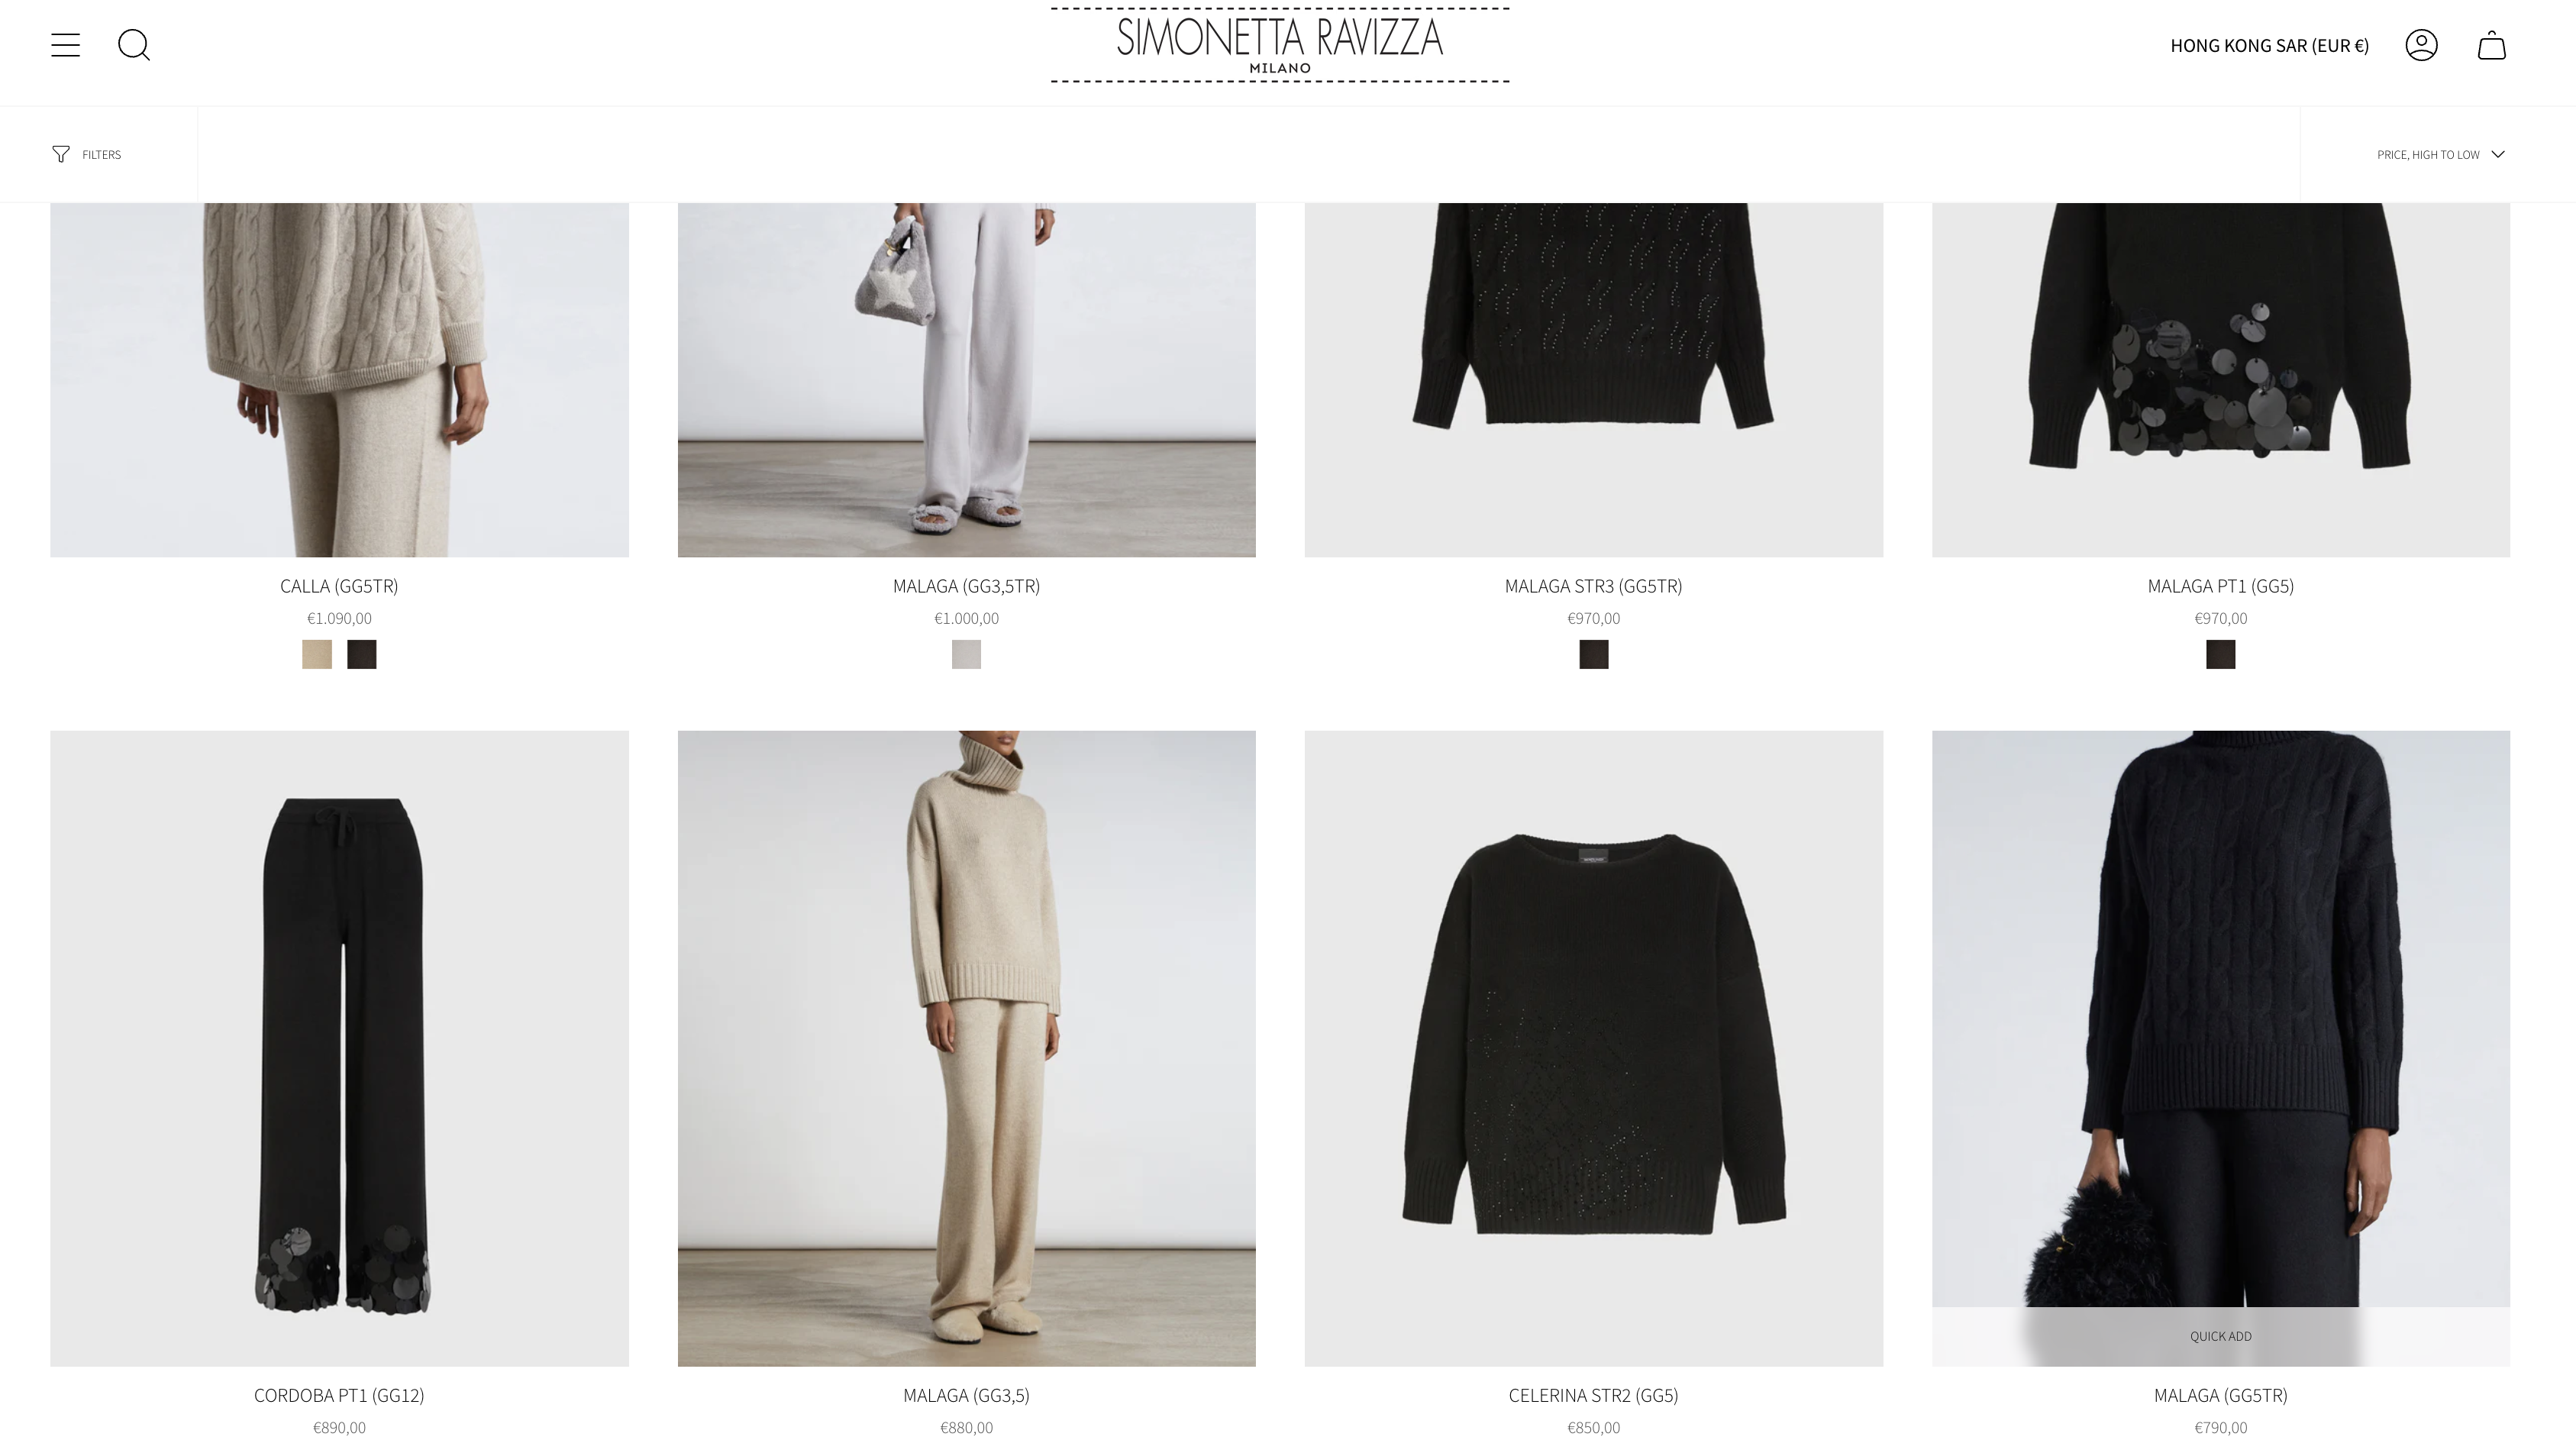 SIMONETTA RAVIZZA
MILANO
HONG KONG SAR (EUR €)
FILTERS
PRICE, HIGH TO LOW
CALLA (GG5TR)
€1.090,00
MALAGA (GG3,5TR)
€1.000,00
MALAGA STR3 (GG5TR)
€970,00
MALAGA PT1 (GG5)
€970,00
QUICK ADD
CORDOBA PT1 (GG12)
€890,00
MALAGA (GG3,5)
€880,00
CELERINA STR2 (GG5)
€850,00
MALAGA (GG5TR)
€790,00